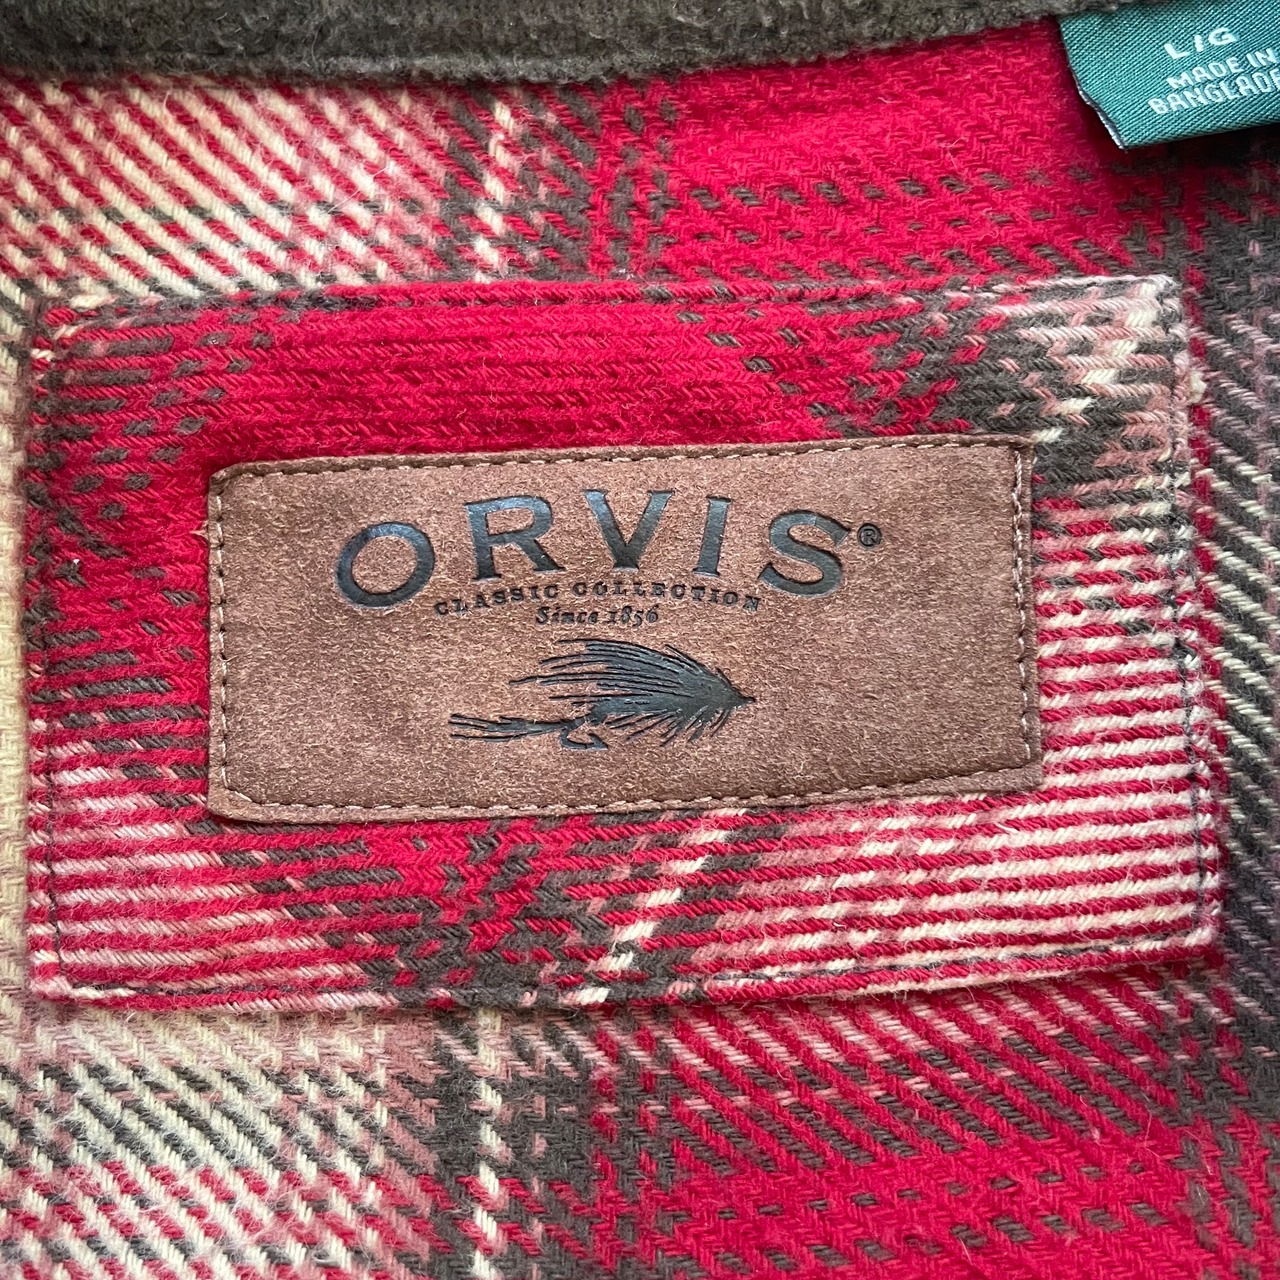 L/G
MADE IN
ORVIS®
CLASSIC COLLECTION
Since 1856